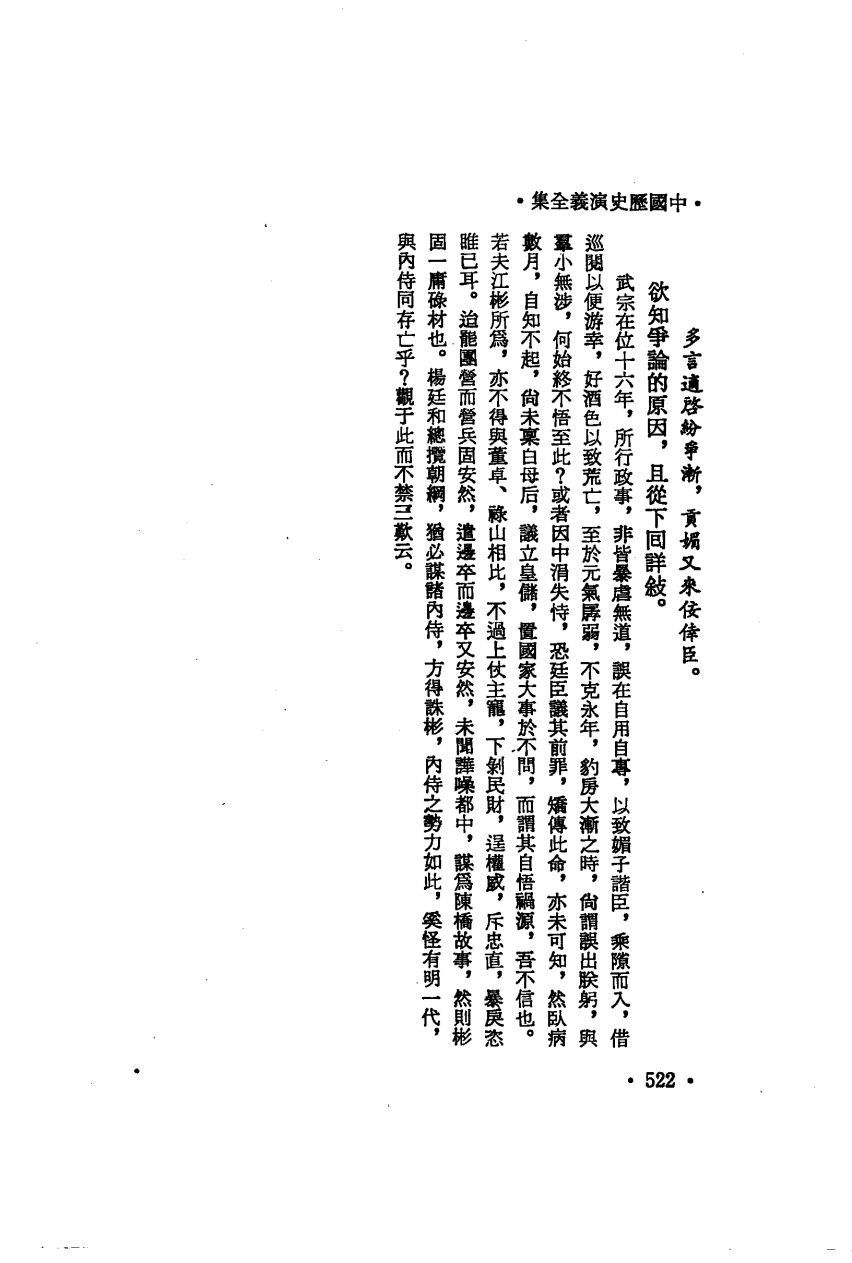 •中國歷史演義全集•
多言適啓紛爭漸，貢媚又來佞倖臣。
欲知爭論的原因，且從下回詳敍。
武宗在位十六年，所行政事，非皆暴虐無道，誤在自用自專，以致媚子諧臣，乘隙而入，借
巡閱以便游幸，好酒色以致荒亡，至於元氣孱弱，不克永年，豹房大漸之時，尙謂誤出朕躬，與
羣小無涉，何始終不悟至此？或者因中涓失恃，恐廷臣議其前罪，矯傳此命，亦未可知，然臥病
數月，自知不起，尙未稟白母后，議立皇儲，置國家大事於不問，而謂其自悟禍源，吾不信也。
若夫江彬所爲，亦不得與董卓、祿山相比，不過上仗主寵，下剝民財，逞權威，斥忠直，暴戾恣
睢已耳。迨罷團營而營兵固安然，遣邊卒而邊卒又安然，未聞譁噪都中，謀爲陳橋故事，然則彬
固一庸碌材也。楊廷和總攬朝綱，猶必謀諸內侍，方得誅彬，內侍之勢力如此，奚怪有明一代，
與內侍同存亡乎？觀于此而不禁三歎云。
•522•